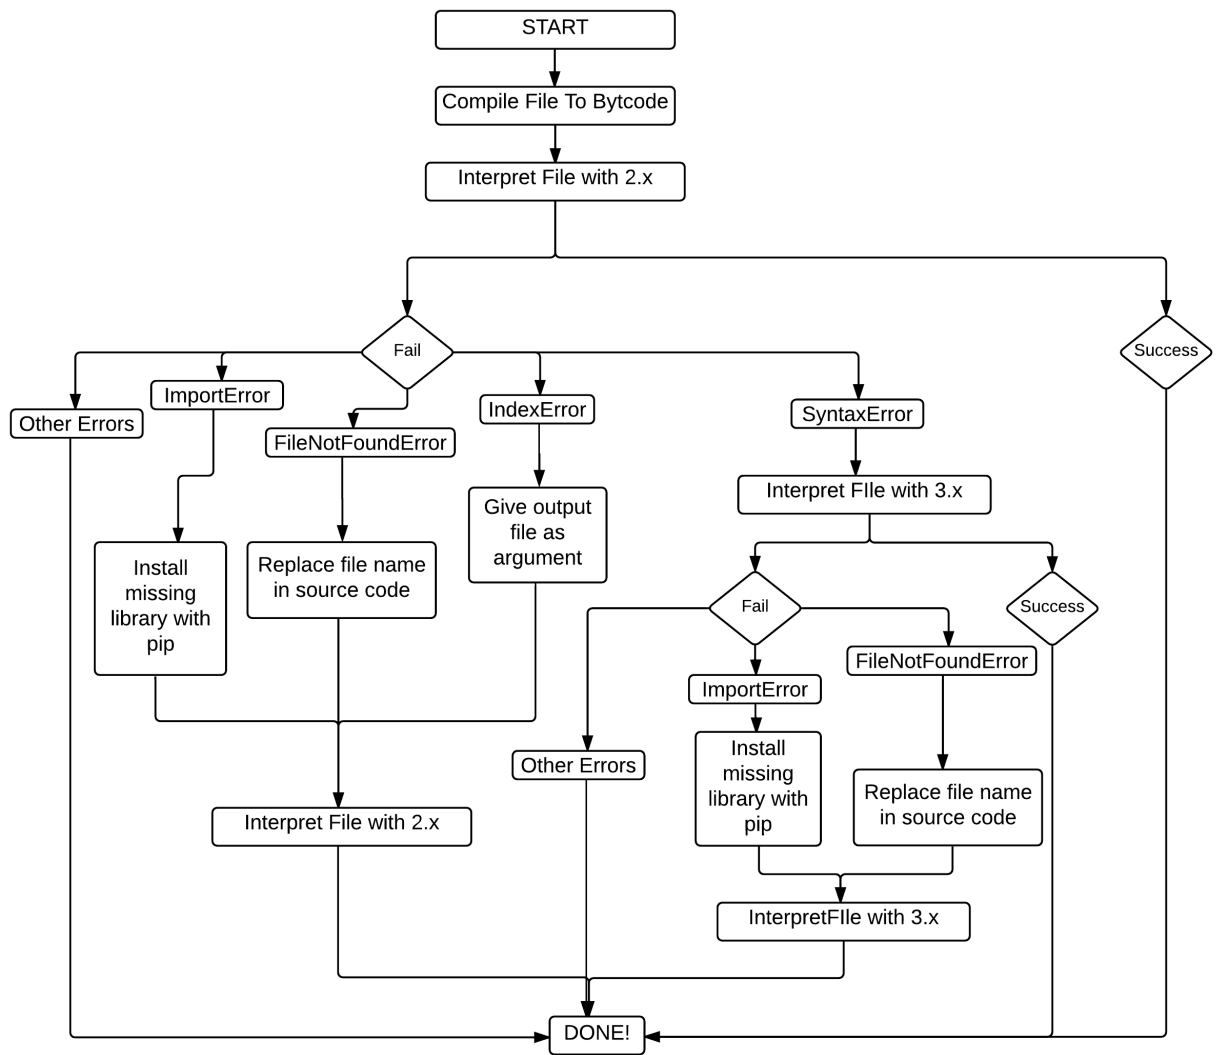 START
Compile File To Bytcode
Interpret File with 2.x
Fail
Success
ImportError
IndexError
SyntaxError
Other Errors
FileNotFoundError
Interpret FIle with 3.x
Give output
file as
argument
Install
missing
library with
pip
Replace file name
in source code
Fail
Success
FileNotFoundError
ImportError
Other Errors
Install
missing
library with
pip
Replace file name
in source code
Interpret File with 2.x
InterpretFIle with 3.x
DONE!